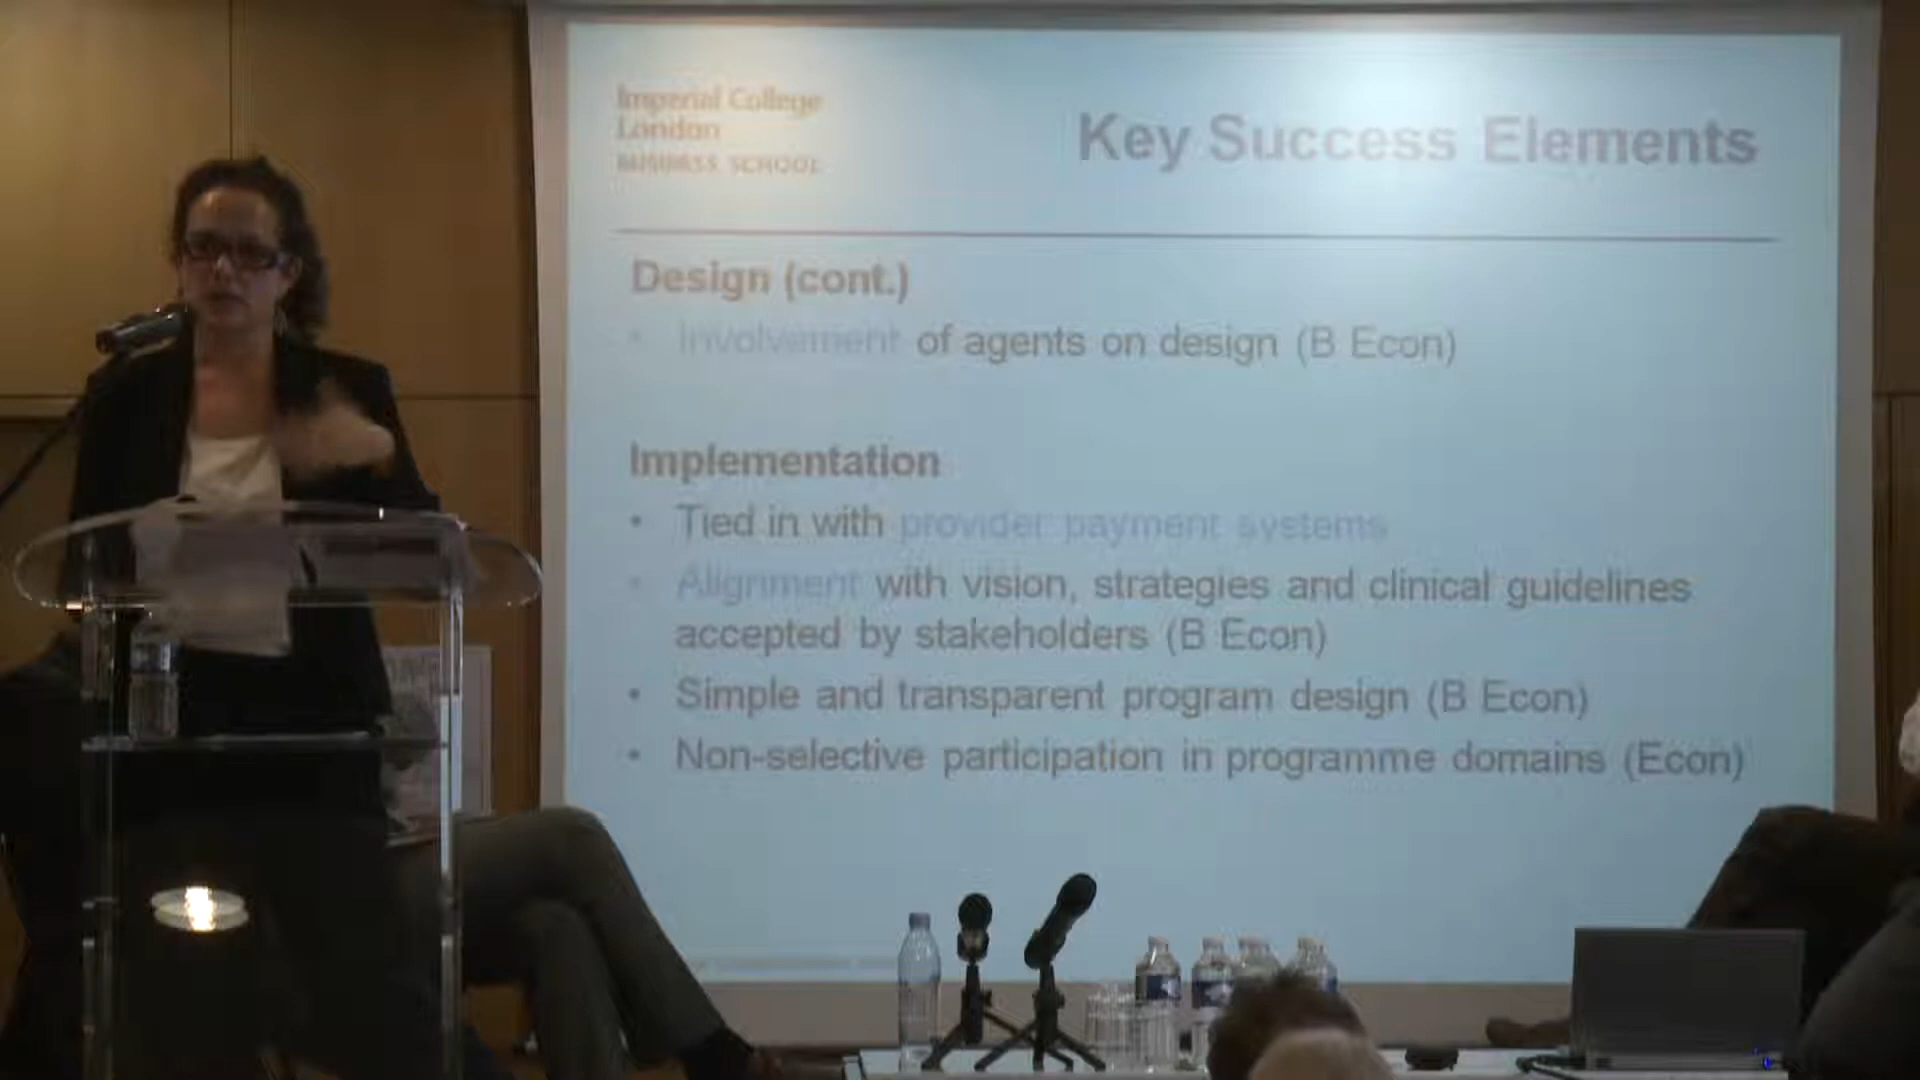 Imperial College
London
BUSINESS SCHOOL
Key Success Elements
Design (cont.)
• Involvement of agents on design (B Econ)
Implementation
• Tied in with provider payment systems
• Alignment with vision, strategies and clinical guidelines
accepted by stakeholders (B Econ)
• Simple and transparent program design (B Econ)
• Non-selective participation in programme domains (Econ)